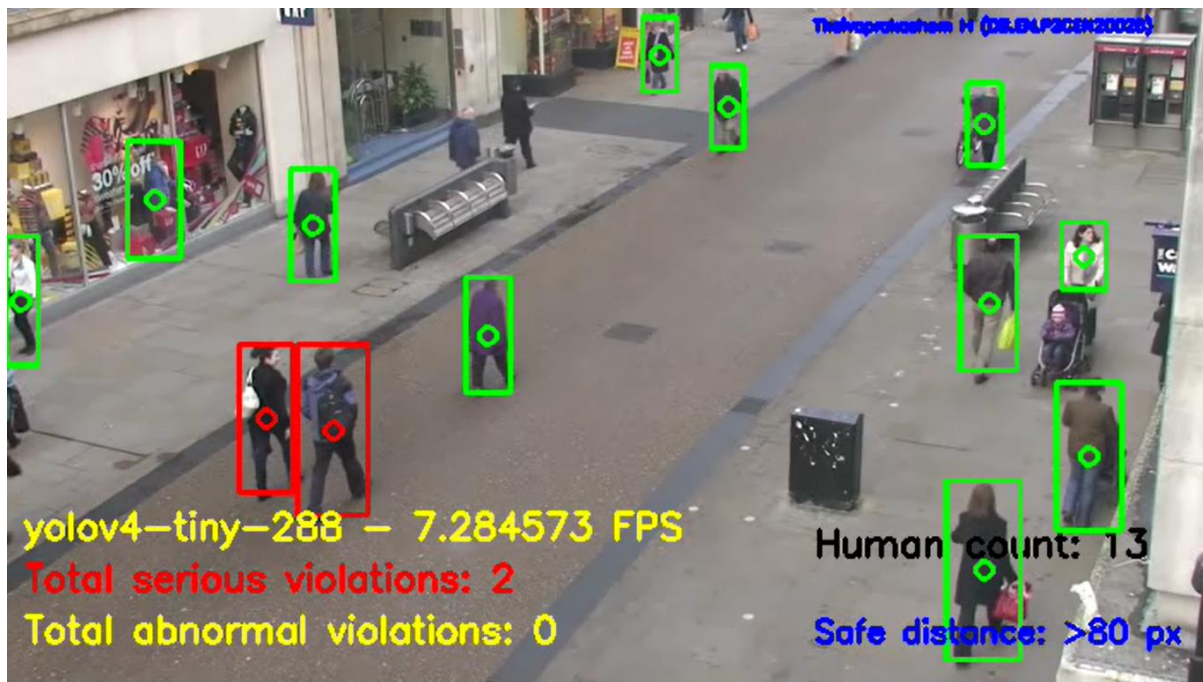 30% off
yolov4-tiny-288 - 7.284573 FPS
Total serious violations: 2
Total abnormal violations: 0
Human count: 13
Safe distance: >80 px